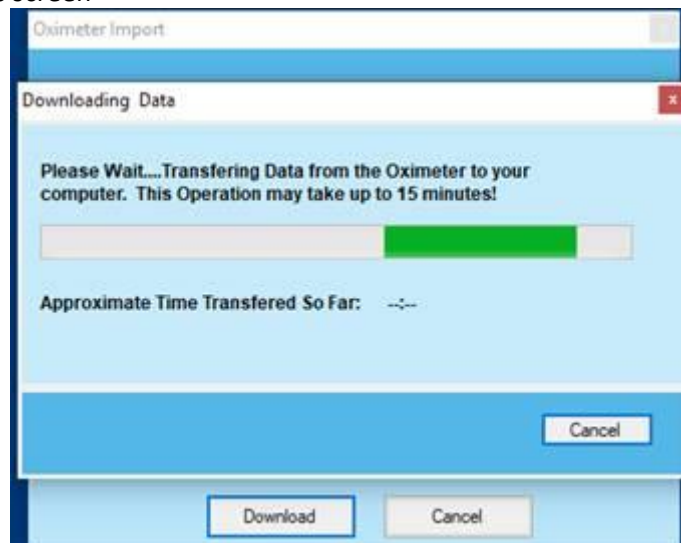 Oximeter Import
Downloading Data
x
Please Wait....Transfering Data from the Oximeter to your
computer. This Operation may take up to 15 minutes!
Approximate Time Transfered So Far: --:--
Cancel
Download Cancel